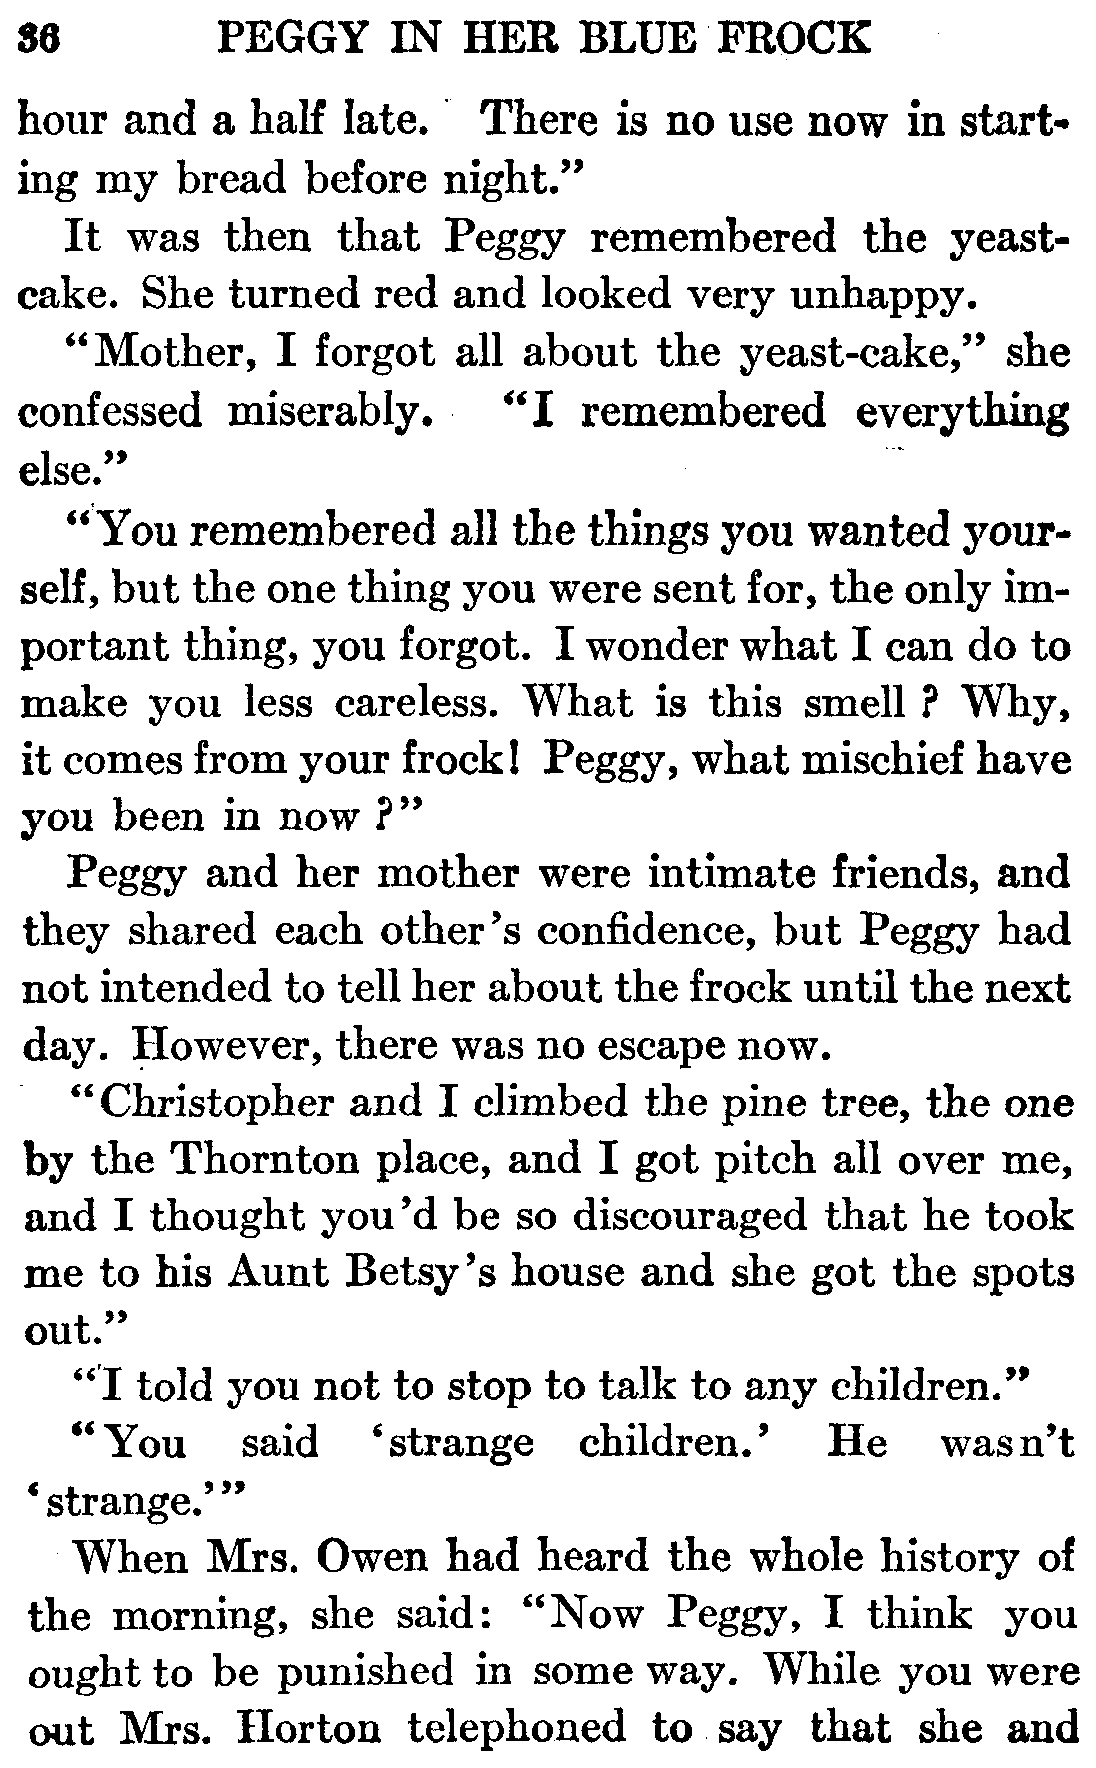 36 PEGGY IN HER BLUE FROCK
hour and a half late. There is no use now in start-
ing my bread before night.”
It was then that Peggy remembered the yeast-
cake. She turned red and looked very unhappy.
“Mother, I forgot all about the yeast-cake,” she
confessed miserably. “I remembered everything
else.”
“You remembered all the things you wanted your-
self, but the one thing you were sent for, the only im-
portant thing, you forgot. I wonder what I can do to
make you less careless. What is this smell? Why,
it comes from your frock! Peggy, what mischief have
you been in now?”
Peggy and her mother were intimate friends, and
they shared each other’s confidence, but Peggy had
not intended to tell her about the frock until the next
day. However, there was no escape now.
“Christopher and I climbed the pine tree, the one
by the Thornton place, and I got pitch all over me,
and I thought you’d be so discouraged that he took
me to his Aunt Betsy’s house and she got the spots
out.”
“I told you not to stop to talk to any children.”
“You said ‘strange children.’ He wasn’t
‘strange.’”
When Mrs. Owen had heard the whole history of
the morning, she said: “Now Peggy, I think you
ought to be punished in some way. While you were
out Mrs. Horton telephoned to say that she and